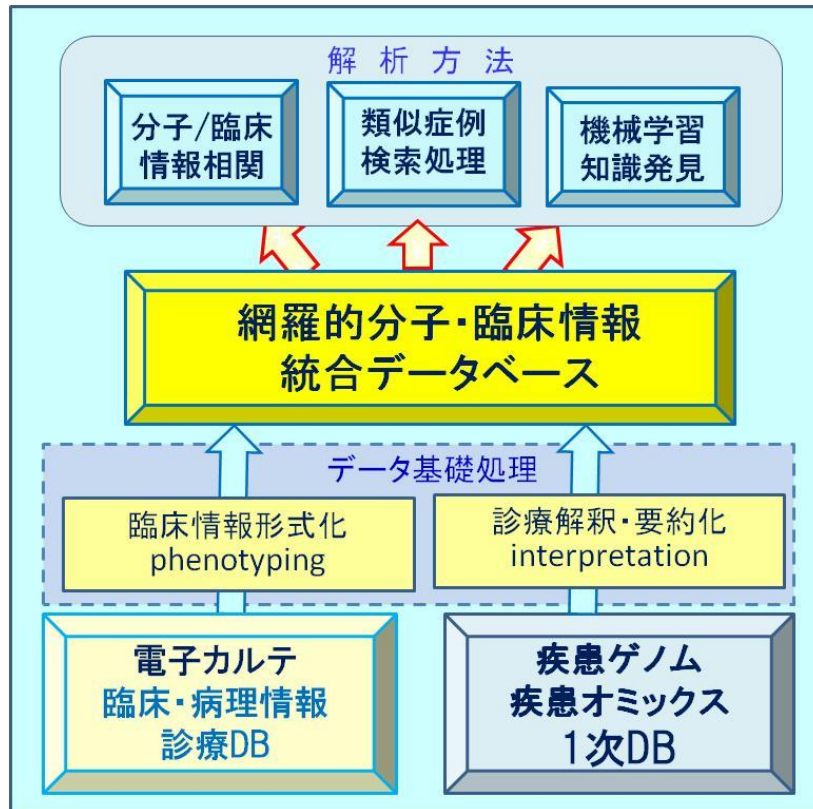 解析方法
分子/臨床
情報相関
類似症例
検索処理
機械学習
知識発見
網羅的分子・臨床情報
統合データベース
データ基礎処理
臨床情報形式化
phenotyping
診療解釈・要約化
interpretation
電子カルテ
臨床・病理情報
診療DB
疾患ゲノム
疾患オミックス
1次DB